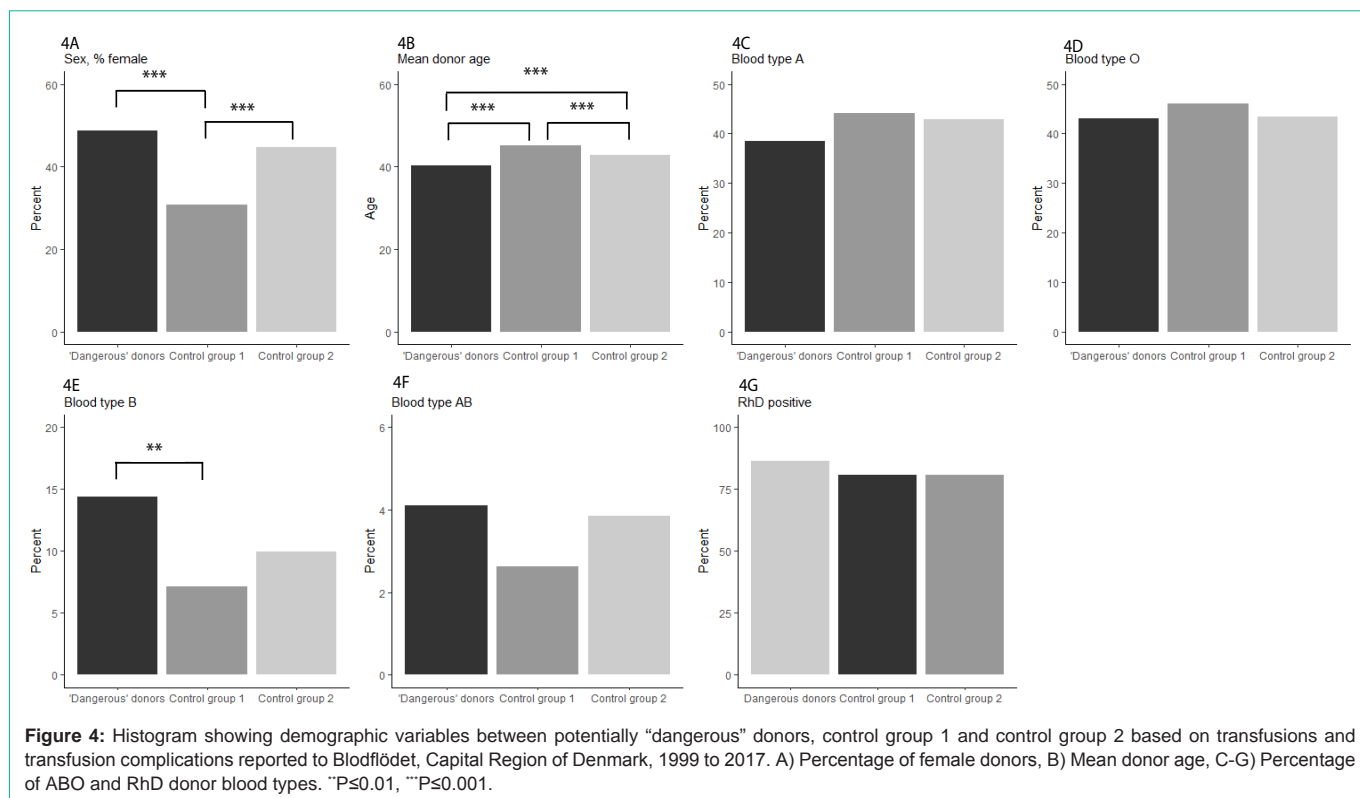 4A
Sex, % female
60
40
20
0
Percent
***
***
'Dangerous' donors Control group 1 Control group 2
4B
Mean donor age
60
40
20
0
Age
***
***
***
'Dangerous' donors Control group 1 Control group 2
4C
Blood type A
50
40
30
20
10
0
Percent
'Dangerous' donors Control group 1 Control group 2
4D
Blood type O
50
40
30
20
10
0
Percent
'Dangerous' donors Control group 1 Control group 2
4E
Blood type B
20
15
10
5
0
Percent
**
'Dangerous' donors Control group 1 Control group 2
4F
Blood type AB
6
4
2
0
Percent
'Dangerous' donors Control group 1 Control group 2
4G
RhD positive
100
75
50
25
0
Percent
Dangerous donors Control group 1 Control group 2
Figure 4: Histogram showing demographic variables between potentially “dangerous” donors, control group 1 and control group 2 based on transfusions and
transfusion complications reported to Blodflödet, Capital Region of Denmark, 1999 to 2017. A) Percentage of female donors, B) Mean donor age, C-G) Percentage
of ABO and RhD donor blood types. **P≤0.01, ***P≤0.001.